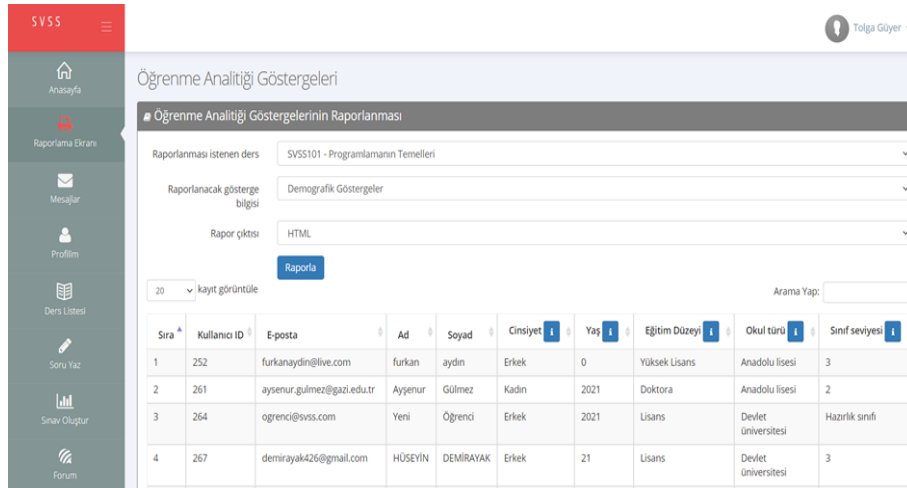 SVSS
Tolga Güyer
Anasayfa
Raporlama Ekranı
Mesajlar
Profilim
Ders Listesi
Soru Yaz
Sınav Oluştur
Forum
Öğrenme Analitiği Göstergeleri
Öğrenme Analitiği Göstergelerinin Raporlanması
Raporlanması istenen ders SVSS101 - Programlamanın Temelleri
Raporlanacak gösterge
bilgisi
Demografik Göstergeler
Rapor çıktısı HTML
Raporla
20 kayıt görüntüle Arama Yap:
Sıra Kullanıcı ID E-posta Ad Soyad Cinsiyet i Yaş i Eğitim Düzeyi i Okul türü i Sınıf seviyesi i
1 252 furkanaydin@live.com furkan aydın Erkek 0 Yüksek Lisans Anadolu lisesi 3
2 261 aysenur.gulmez@gazi.edu.tr Ayşenur Gülmez Kadın 2021 Doktora Anadolu lisesi 2
3 264 ogrenci@svss.com Yeni Öğrenci Erkek 2021 Lisans Devlet
üniversitesi
Hazırlık sınıfı
4 267 demirayak426@gmail.com HÜSEYİN DEMİRAYAK Erkek 21 Lisans Devlet
üniversitesi
3